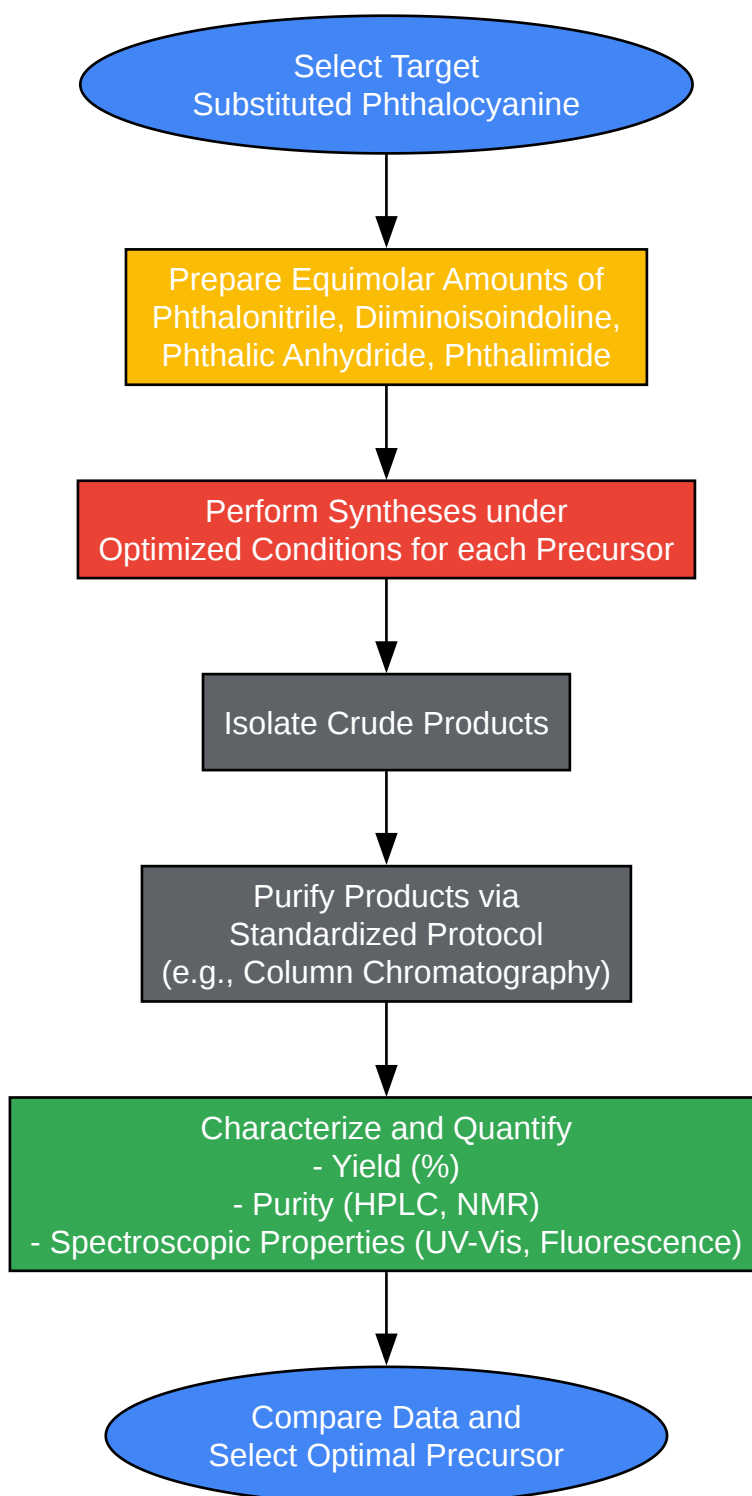 Select Target
Substituted Phthalocyanine
Prepare Equimolar Amounts of
Phthalonitrile, Diiminoisoindoline,
Phthalic Anhydride, Phthalimide
Perform Syntheses under
Optimized Conditions for each Precursor
Isolate Crude Products
Purify Products via
Standardized Protocol
(e.g., Column Chromatography)
Characterize and Quantify
- Yield (%)
- Purity (HPLC, NMR)
- Spectroscopic Properties (UV-Vis, Fluorescence)
Compare Data and
Select Optimal Precursor